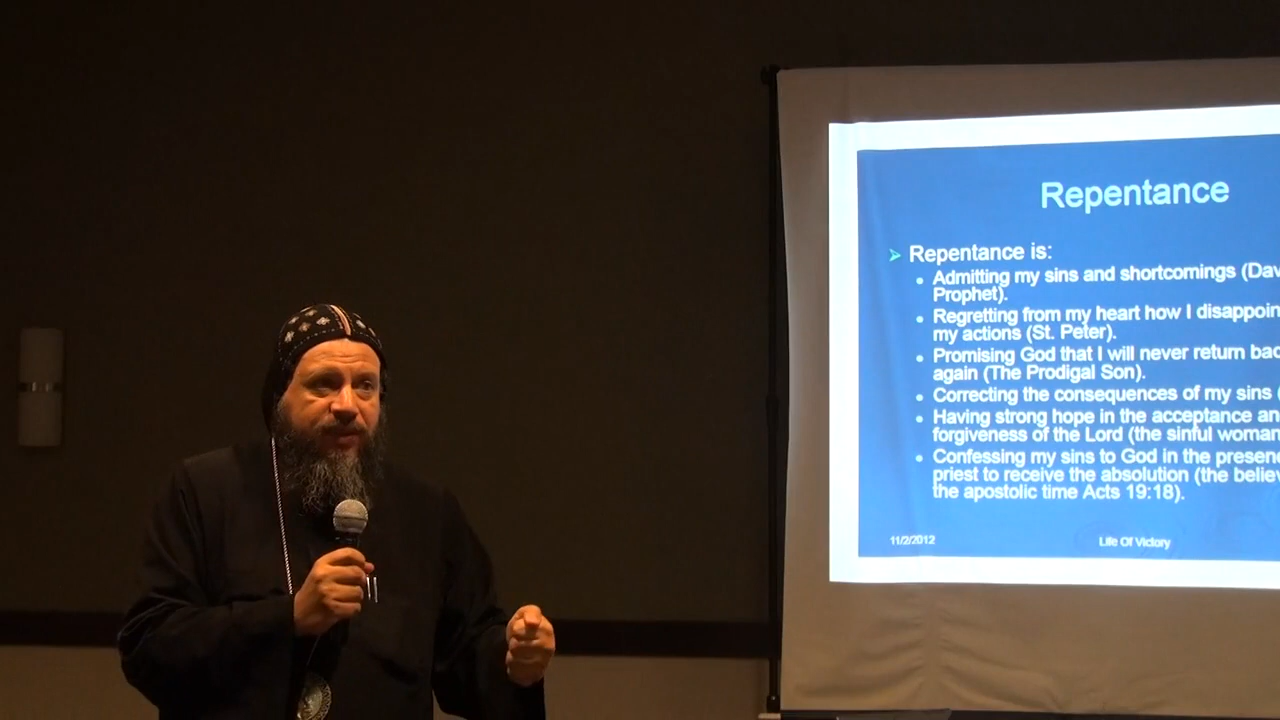 Repentance
Repentance is:
Admitting my sins and shortcomings (Dav
Prophet).
Regretting from my heart how I disappoin
my actions (St. Peter).
Promising God that I will never return bac
again (The Prodigal Son).
Correcting the consequences of my sins
Having strong hope in the acceptance an
forgiveness of the Lord (the sinful woman
Confessing my sins to God in the presenc
priest to receive the absolution (the believ
the apostolic time Acts 19:18).
11/2/2012
Life Of Victory